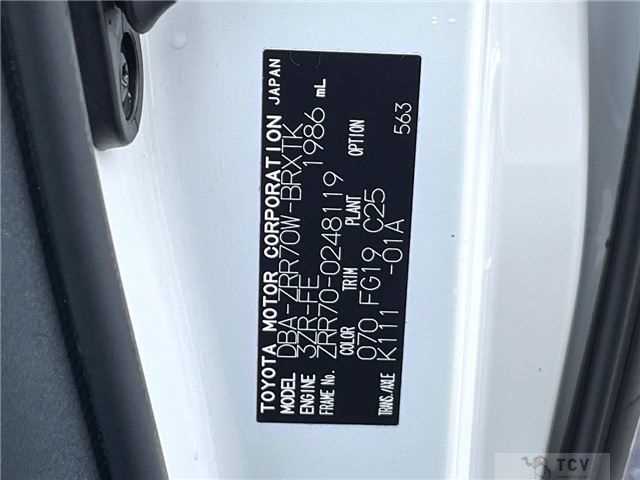 TOYOTA MOTOR CORPORATION JAPAN
MODEL DBA-ZRR70W-BRXTK
ENGINE 3ZR-FE 1986 mL
FRAME No. ZRR70-0248119
COLOR TRIM PLANT OPTION
070 FG19 C25
TRANS./AXLE K111 -01A 563
TCV